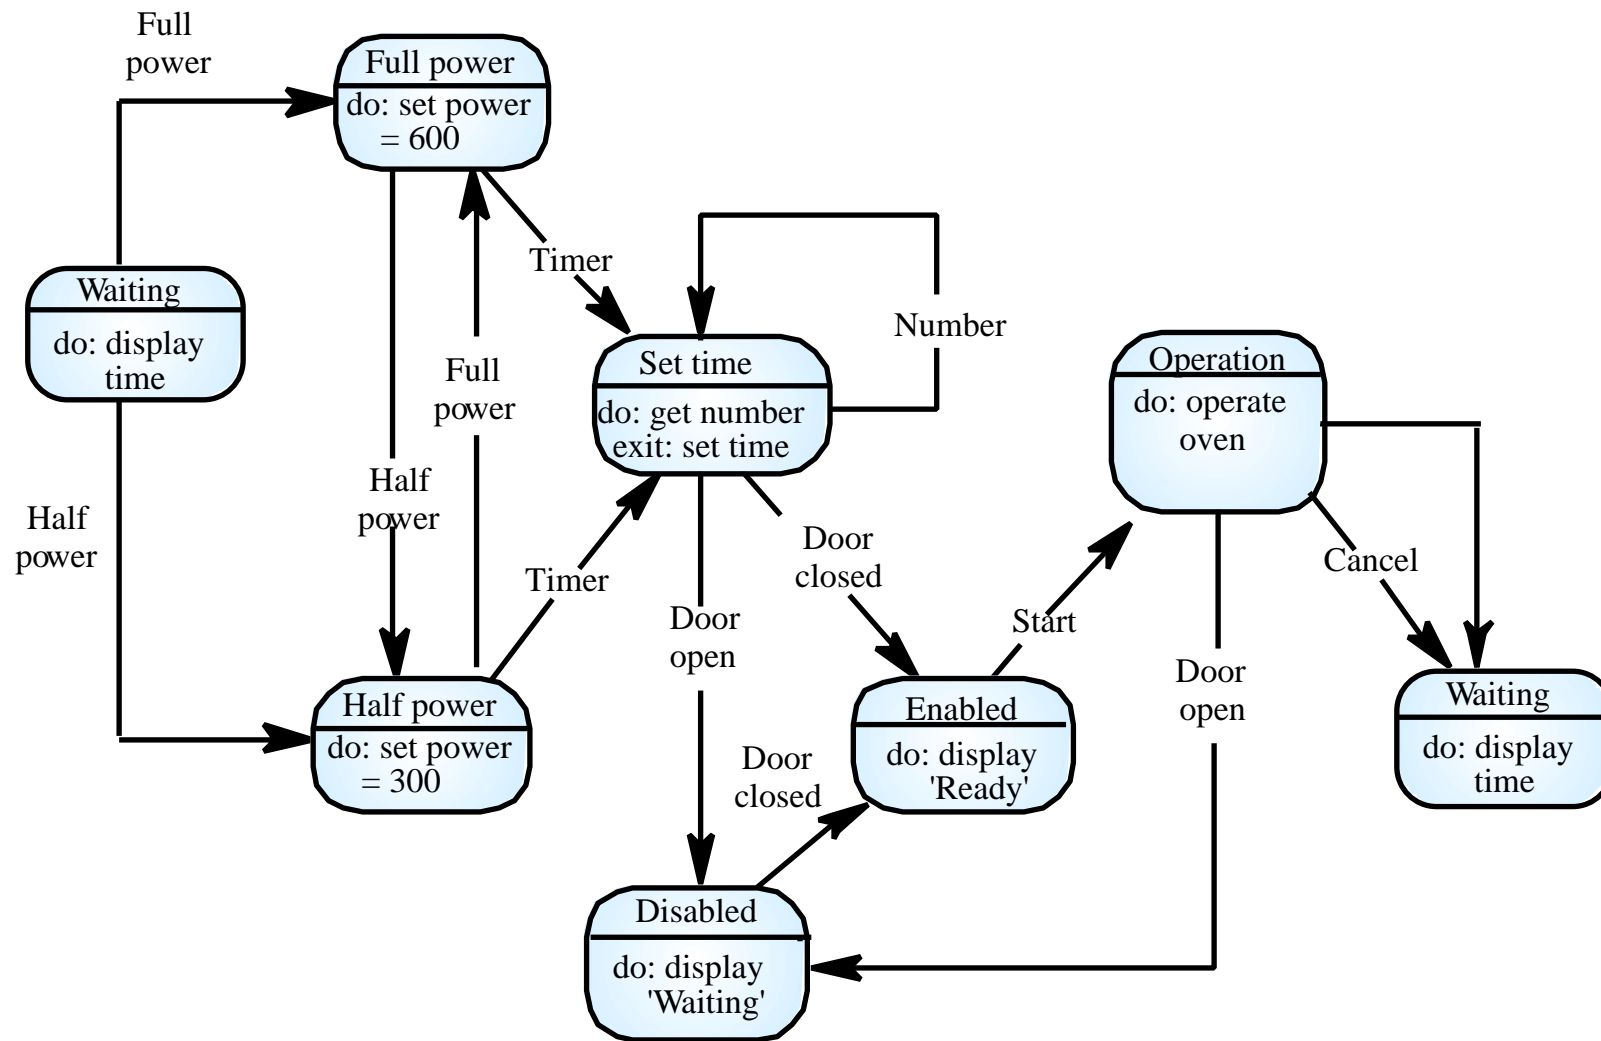 Full
power
Full power
do: set power
= 600
Timer
Waiting
do: display
time
Number
Set time
do: get number
exit: set time
Operation
do: operate
oven
Full
power
Half
power
Half
power
Timer
Door
closed
Cancel
Door
open
Start
Door
open
Half power
do: set power
= 300
Enabled
do: display
'Ready'
Waiting
do: display
time
Door
closed
Disabled
do: display
'Waiting'